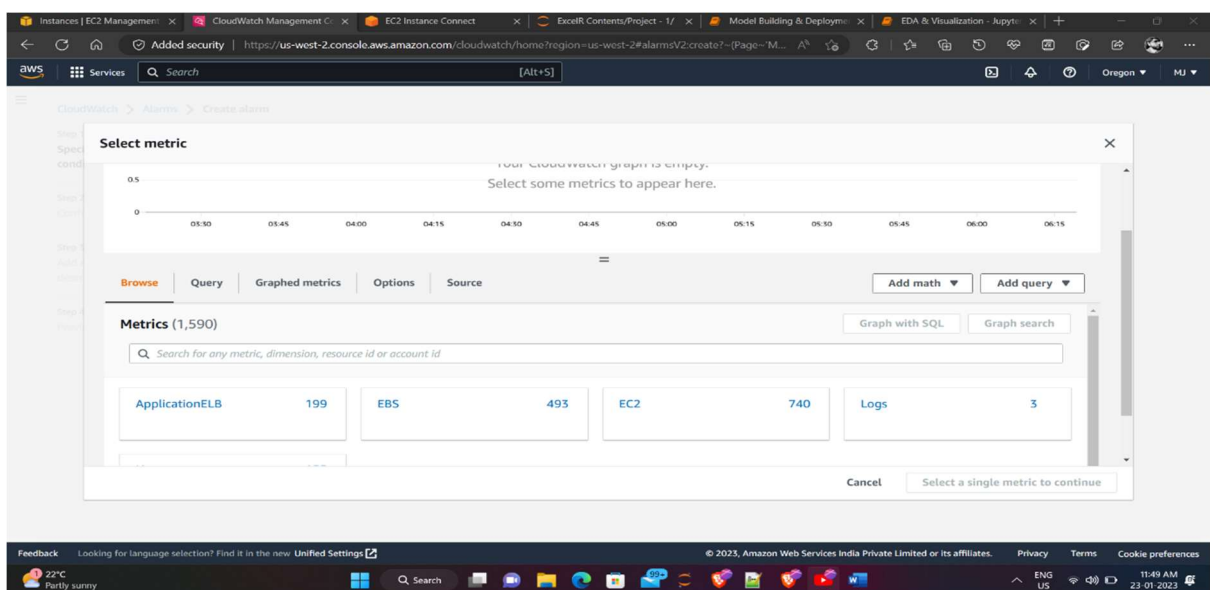 Instances | EC2 Management
CloudWatch Management Co
EC2 Instance Connect
ExcelR Contents/Project - 1/
Model Building & Deployme
EDA & Visualization - Jupyte
Added security | https://us-west-2.console.aws.amazon.com/cloudwatch/home?region=us-west-2#alarmsV2:create?~(Page~'M...
aws Services Search [Alt+S] Oregon MJ
CloudWatch > Alarms > Create alarm
Select metric
Your CloudWatch graph is empty.
Select some metrics to appear here.
0.5
0
03:30 03:45 04:00 04:15 04:30 04:45 05:00 05:15 05:30 05:45 06:00 06:15
Browse Query Graphed metrics Options Source Add math Add query
Metrics (1,590) Graph with SQL Graph search
Search for any metric, dimension, resource id or account id
ApplicationELB 199 EBS 493 EC2 740 Logs 3
Cancel Select a single metric to continue
Feedback Looking for language selection? Find it in the new Unified Settings © 2023, Amazon Web Services India Private Limited or its affiliates. Privacy Terms Cookie preferences
22°C
Partly sunny
Search
99+
ENG
US
11:49 AM
23-01-2023